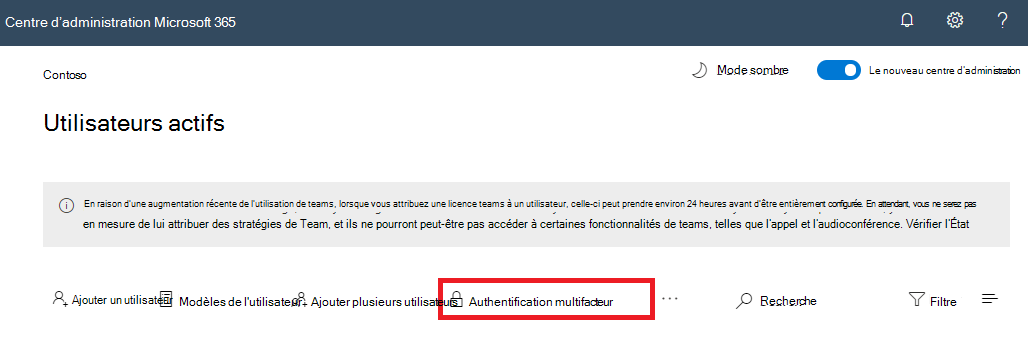 Centre d'administration Microsoft 365
?
Contoso
Mode sombre
Le nouveau centre d'administration
Utilisateurs actifs
En raison d'une augmentation récente de l'utilisation de teams, lorsque vous attribuez une licence teams à un utilisateur, celle-ci peut prendre environ 24 heures avant d'être entièrement configurée. En attendant, vous ne serez pas
en mesure de lui attribuer des stratégies de Team, et ils ne pourront peut-être pas accéder à certaines fonctionnalités de teams, telles que l'appel et l'audioconférence. Vérifier l'État
Ajouter un utilisateur Modèles de l'utilisateur Ajouter plusieurs utilisateurs Authentification multifacteur ... Recherche Filtre